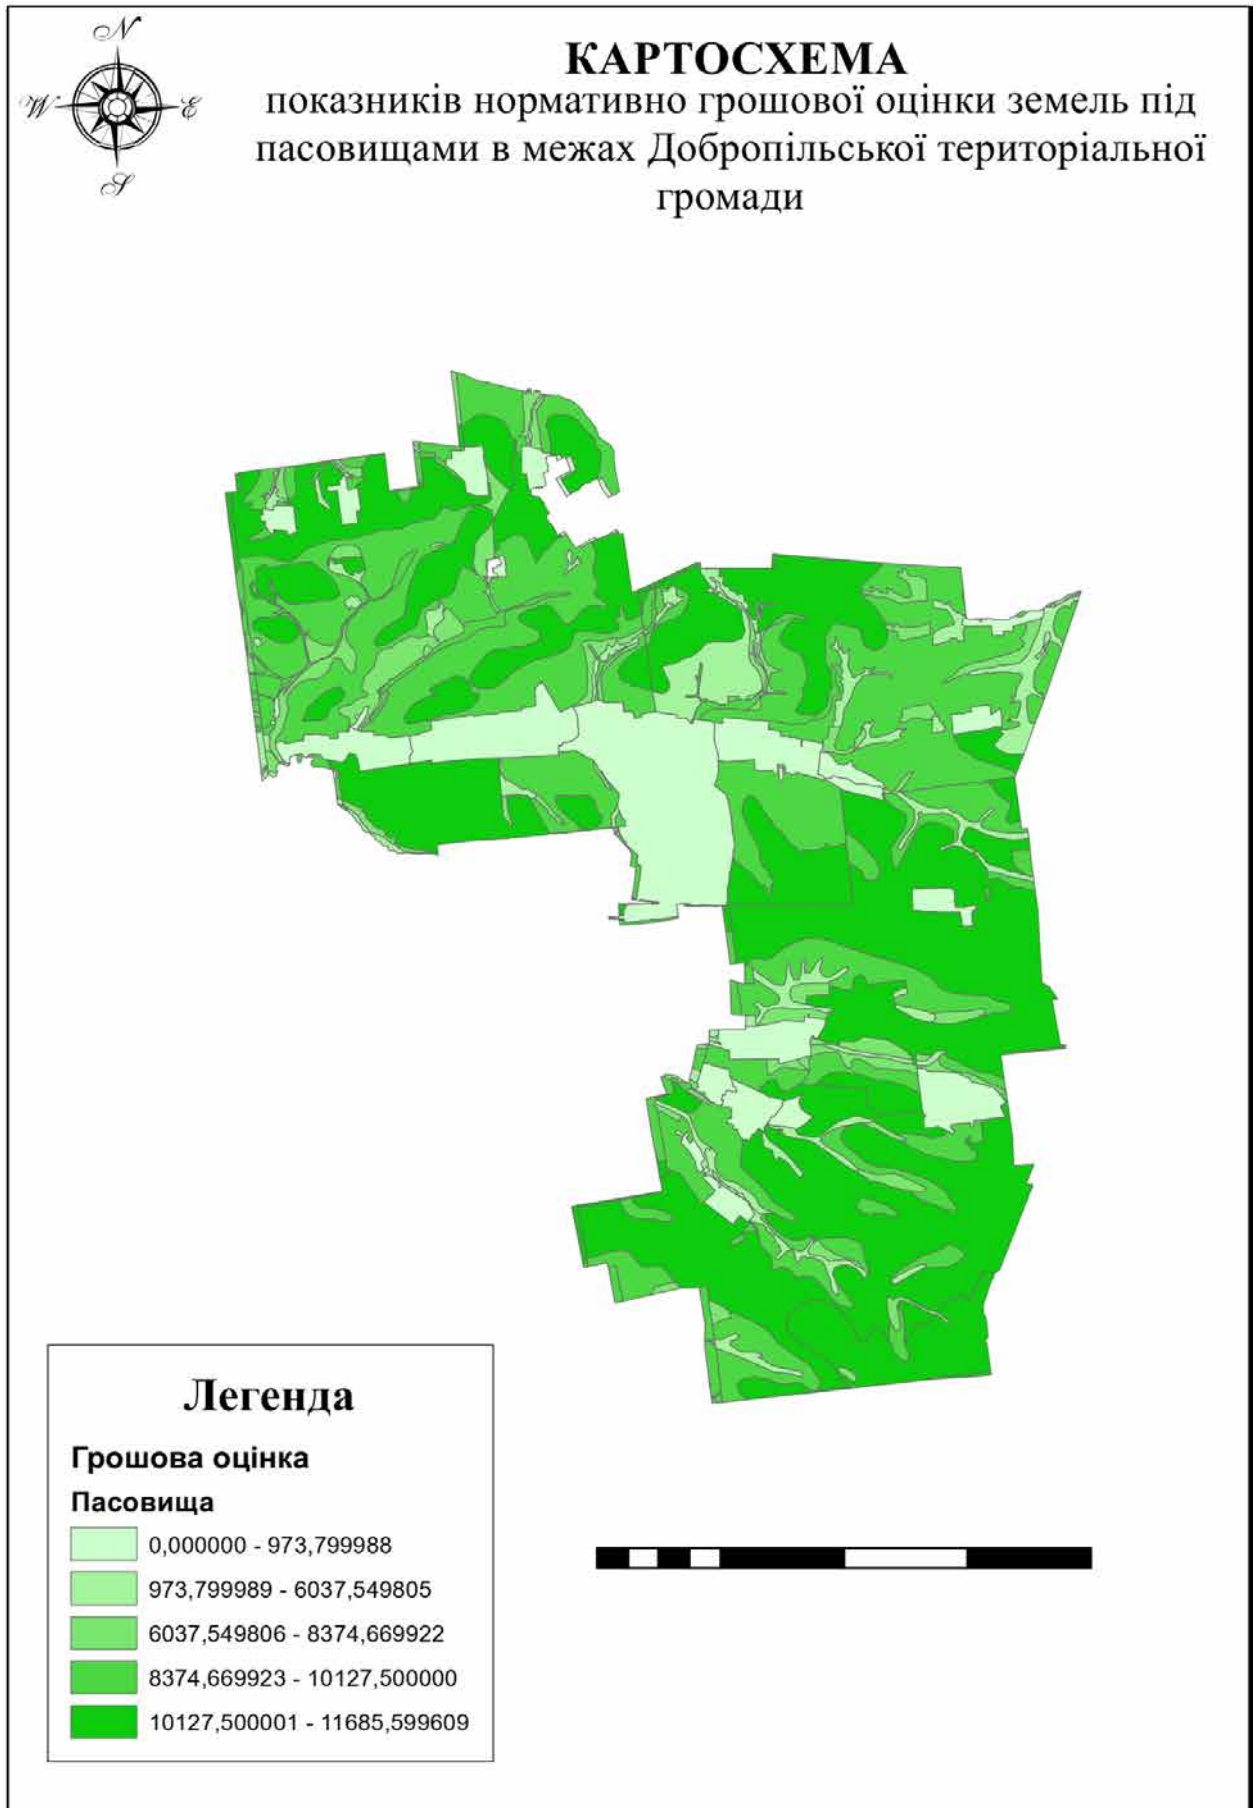 N
W
E
S
КАРТОСХЕМА
показників нормативно грошової оцінки земель під
пасовищами в межах Добропільської територіальної
громади
Легенда
Грошова оцінка
Пасовища
0,000000 - 973,799988
973,799989 - 6037,549805
6037,549806 - 8374,669922
8374,669923 - 10127,500000
10127,500001 - 11685,599609